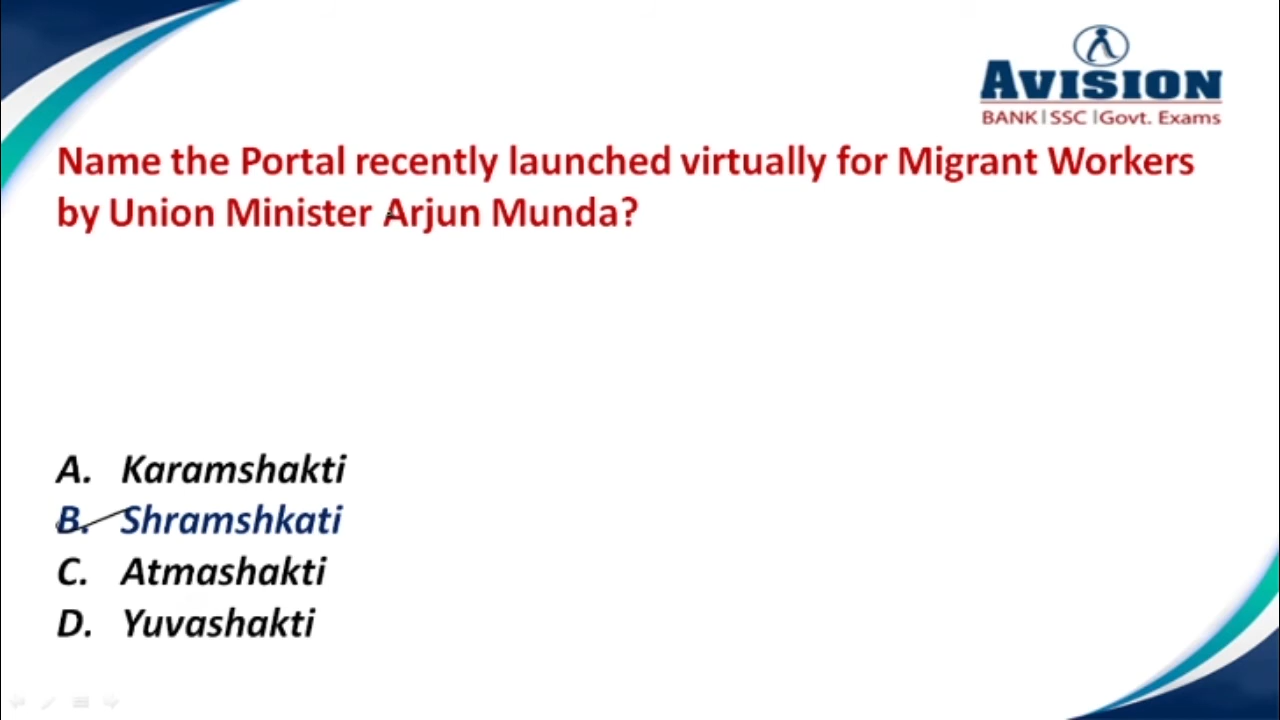 AVISION
BANK | SSC | Govt. Exams
Name the Portal recently launched virtually for Migrant Workers
by Union Minister Arjun Munda?
A. Karamshakti
B. Shramshkati
C. Atmashakti
D. Yuvashakti